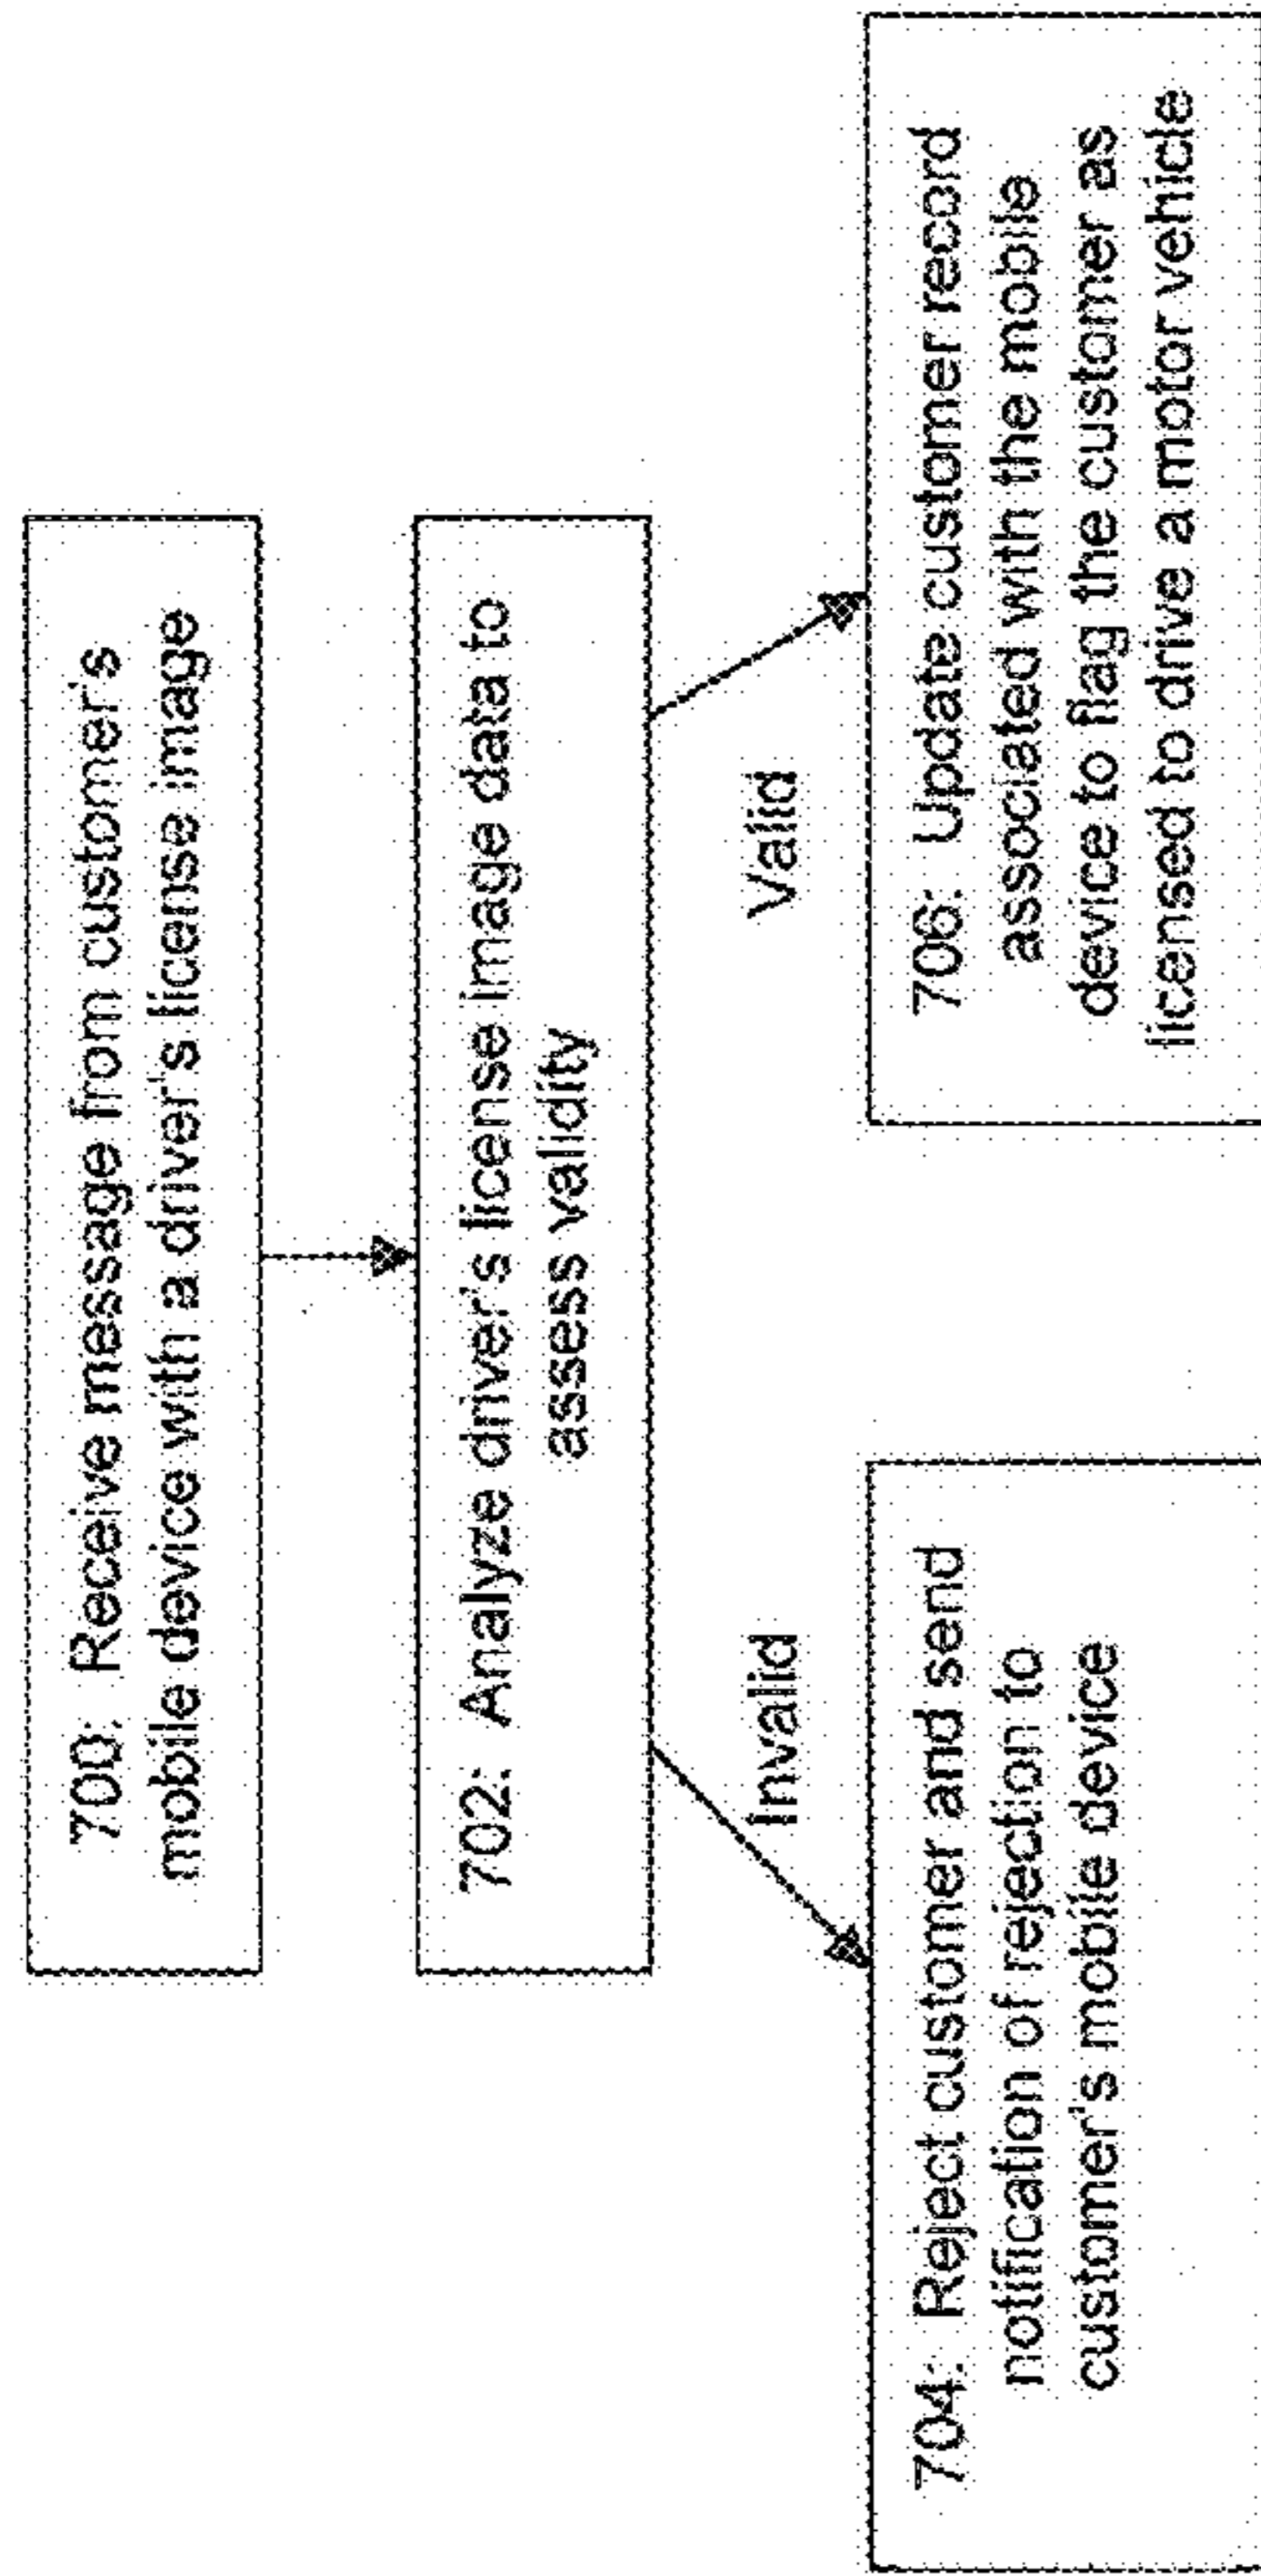 700: Receive message from customer's
mobile device with a driver's license image
702: Analyze driver's license image data to
assess validity
Invalid
Valid
704: Reject customer and send
notification of rejection to
customer's mobile device
706: Update customer record
associated with the mobile
device to flag the customer as
licensed to drive a motor vehicle